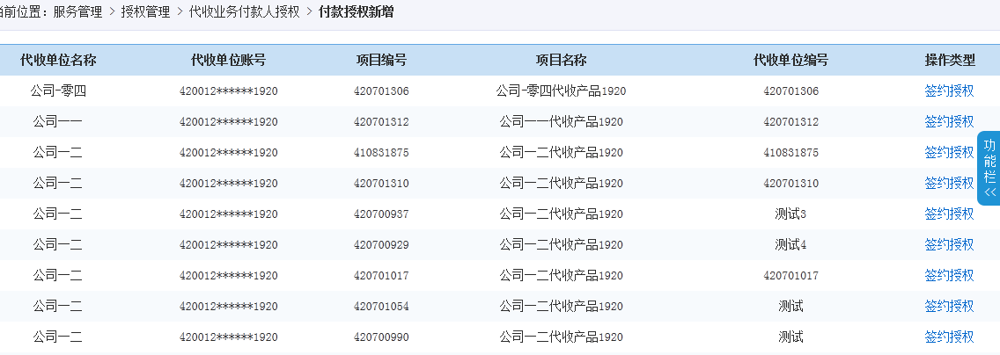 当前位置：服务管理 > 授权管理 > 代收业务付款人授权 > 付款授权新增
代收单位名称 代收单位账号 项目编号 项目名称 代收单位编号 操作类型
公司-零四 420012******1920 420701306 公司-零四代收产品1920 420701306 签约授权
公司一一 420012******1920 420701312 公司一一代收产品1920 420701312 签约授权
公司一二 420012******1920 410831875 公司一二代收产品1920 410831875 签约授权
公司一二 420012******1920 420701310 公司一二代收产品1920 420701310 签约授权
公司一二 420012******1920 420700937 公司一二代收产品1920 测试3 签约授权
公司一二 420012******1920 420700929 公司一二代收产品1920 测试4 签约授权
公司一二 420012******1920 420701017 公司一二代收产品1920 420701017 签约授权
公司一二 420012******1920 420701054 公司一二代收产品1920 测试 签约授权
公司一二 420012******1920 420700990 公司一二代收产品1920 测试 签约授权
功能栏<<